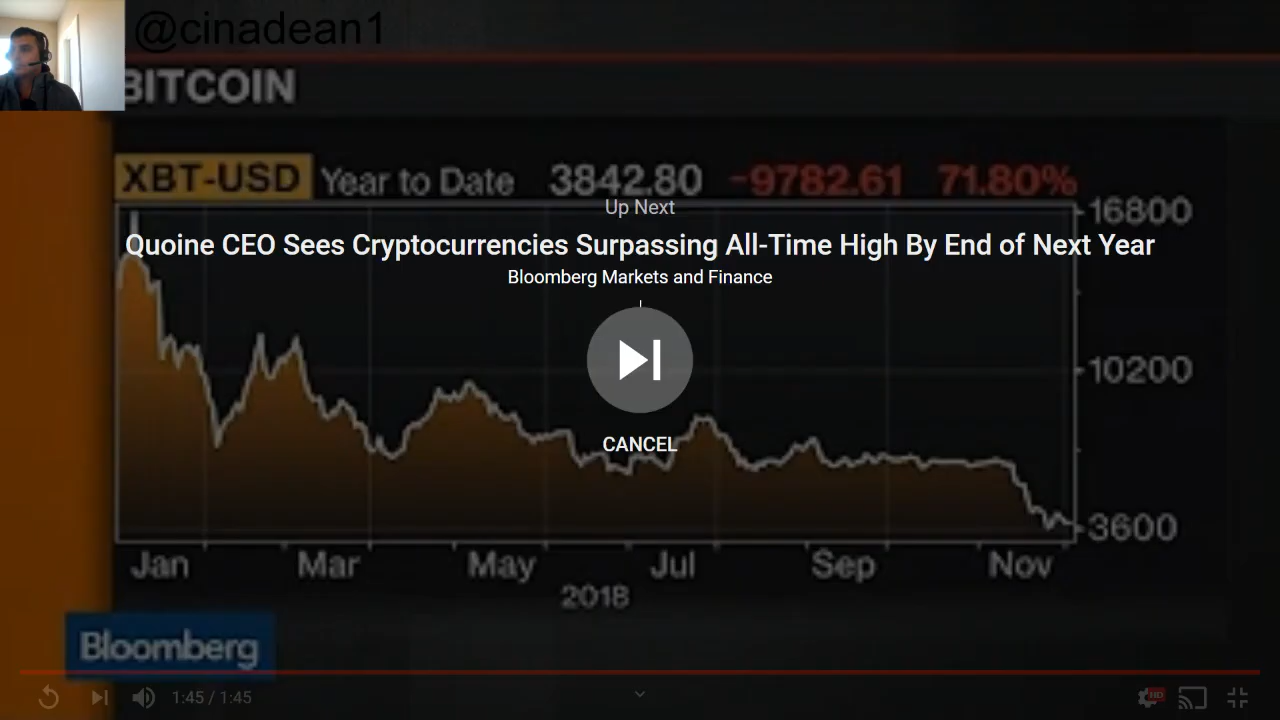 @cinadean1
BITCOIN
XBT-USD Year to Date 3842.80 -9782.61 71.80%
Up Next
16800
Quoine CEO Sees Cryptocurrencies Surpassing All-Time High By End of Next Year
Bloomberg Markets and Finance
10200
CANCEL
3600
Jan Mar May Jul Sep Nov
2018
Bloomberg
1:45 / 1:45
HD